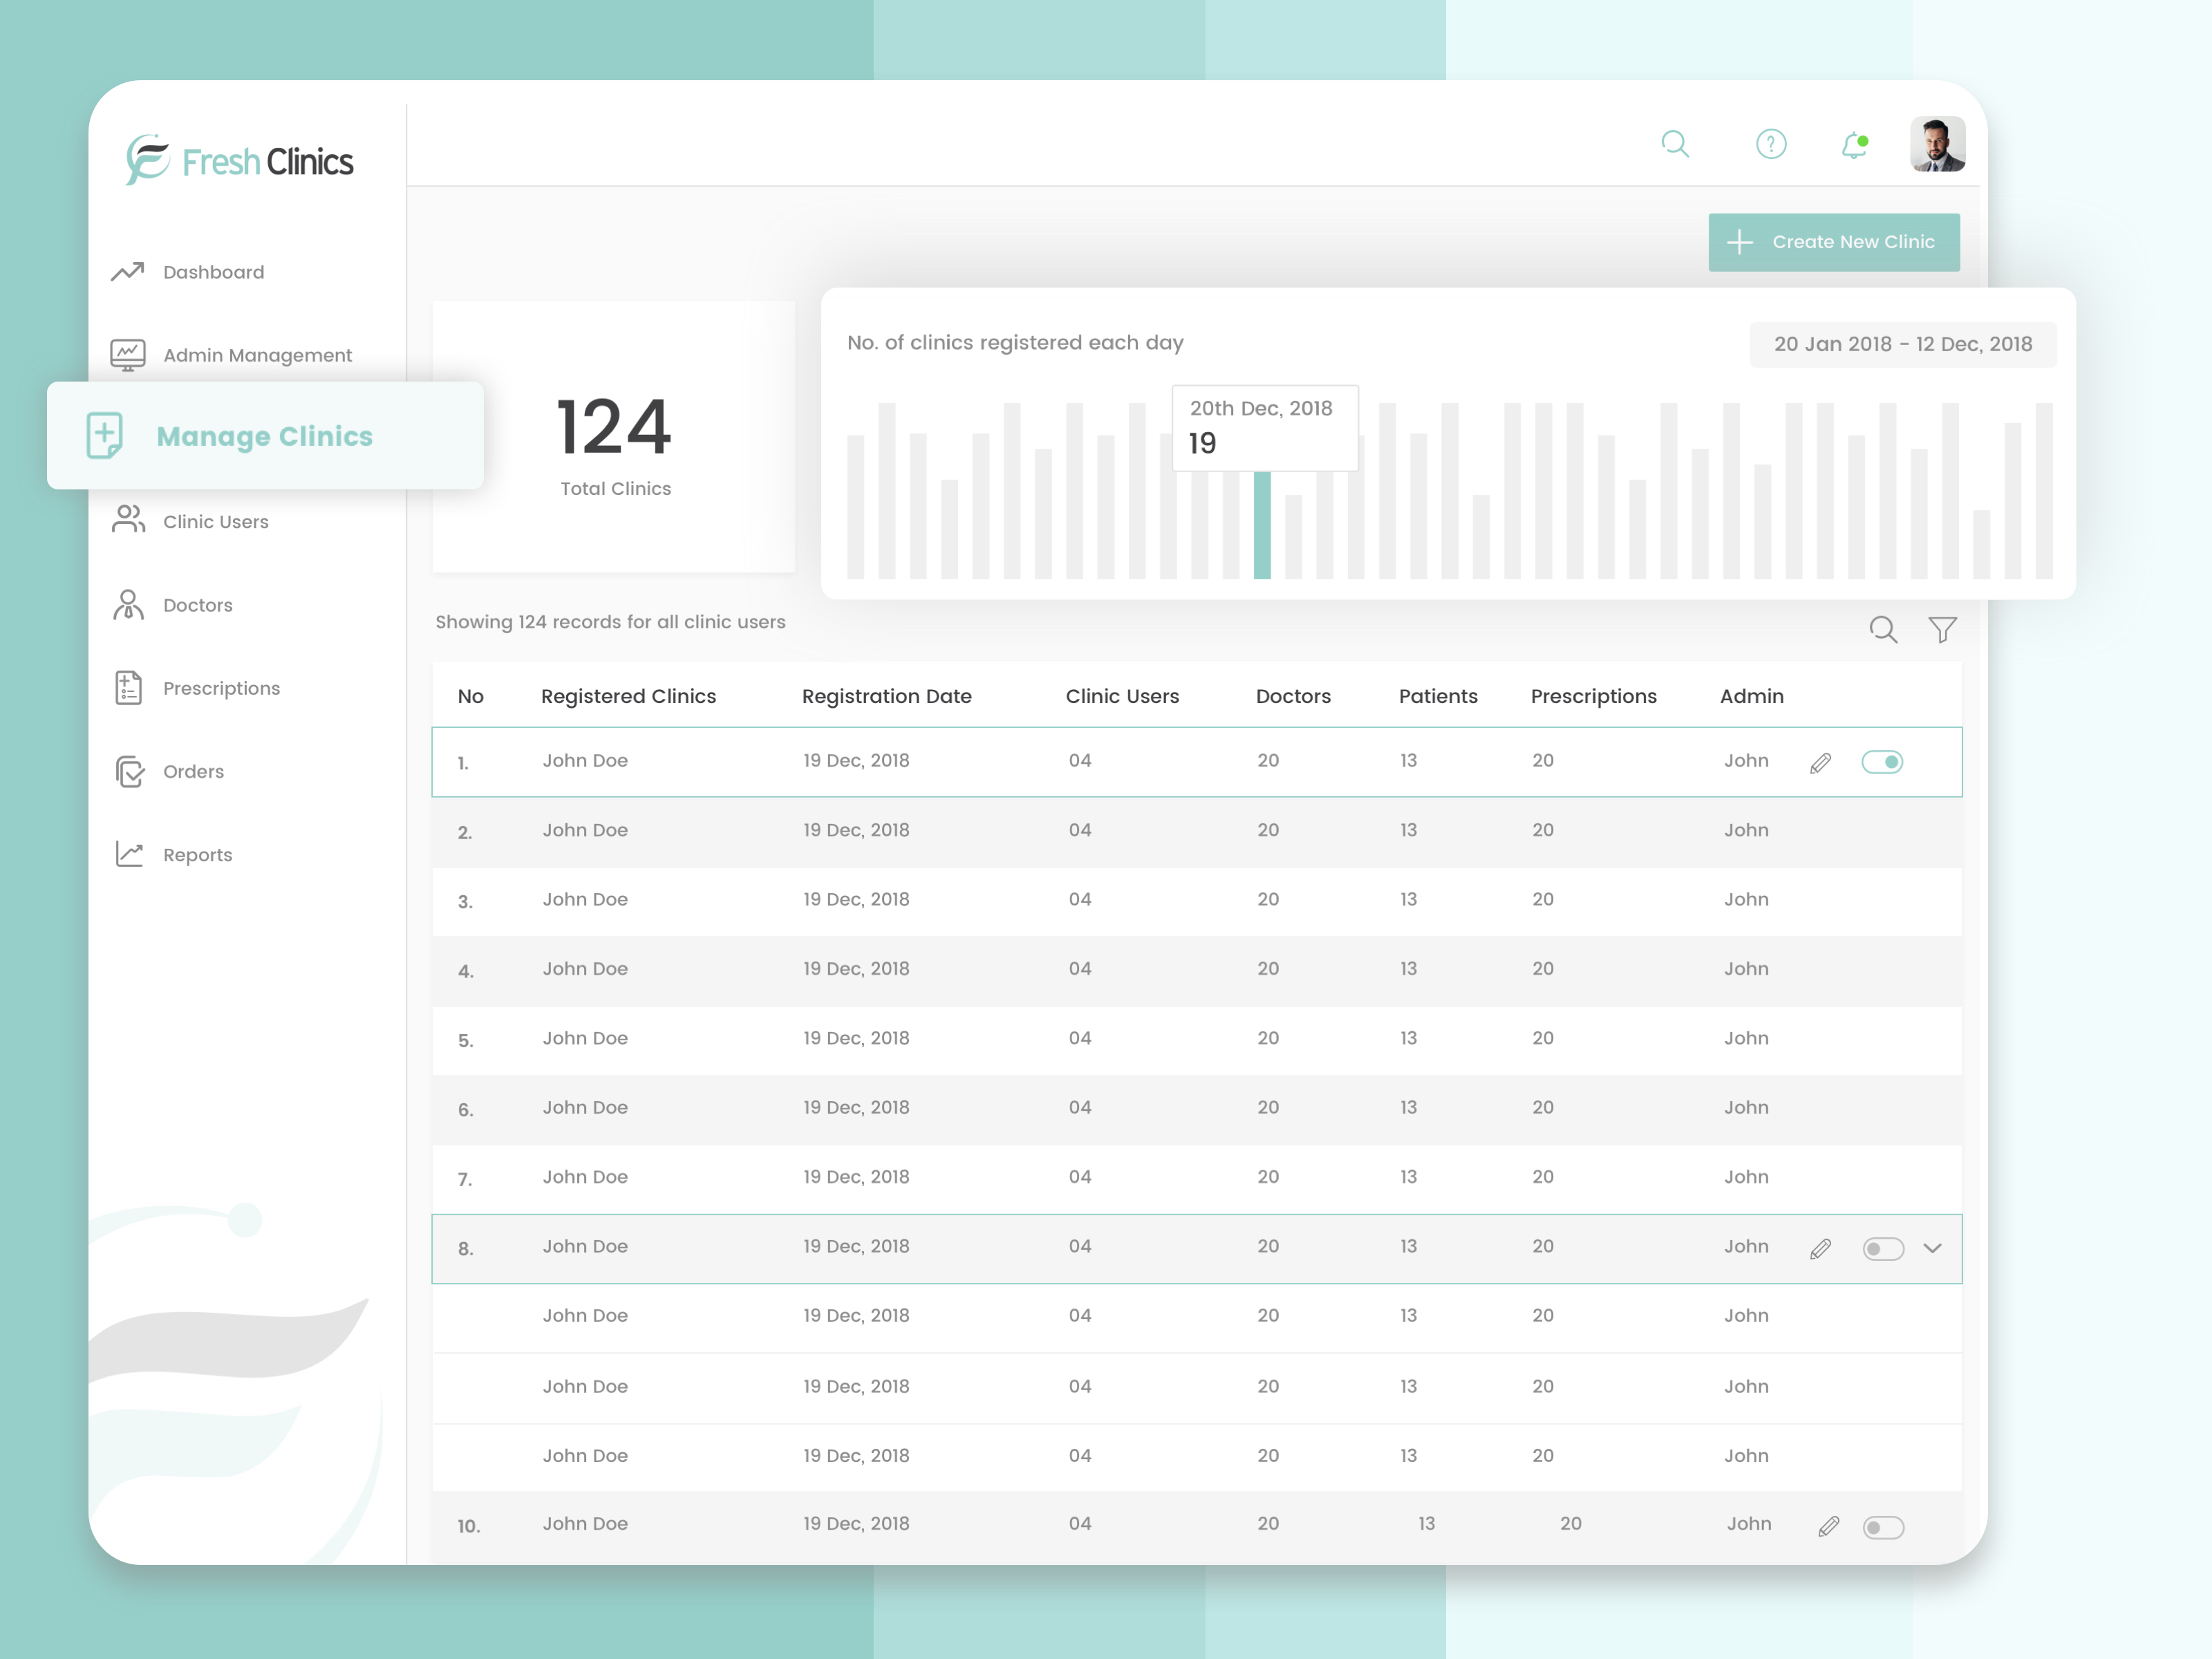 Fresh Clinics
?
Create New Clinic
Dashboard
Admin Management
Manage Clinics
Clinic Users
Doctors
Prescriptions
Orders
Reports
124
Total Clinics
No. of clinics registered each day
20 Jan 2018 - 12 Dec, 2018
20th Dec, 2018
19
Showing 124 records for all clinic users
No Registered Clinics Registration Date Clinic Users Doctors Patients Prescriptions Admin
1. John Doe 19 Dec, 2018 04 20 13 20 John
2. John Doe 19 Dec, 2018 04 20 13 20 John
3. John Doe 19 Dec, 2018 04 20 13 20 John
4. John Doe 19 Dec, 2018 04 20 13 20 John
5. John Doe 19 Dec, 2018 04 20 13 20 John
6. John Doe 19 Dec, 2018 04 20 13 20 John
7. John Doe 19 Dec, 2018 04 20 13 20 John
8. John Doe 19 Dec, 2018 04 20 13 20 John
John Doe 19 Dec, 2018 04 20 13 20 John
John Doe 19 Dec, 2018 04 20 13 20 John
John Doe 19 Dec, 2018 04 20 13 20 John
10. John Doe 19 Dec, 2018 04 20 13 20 John